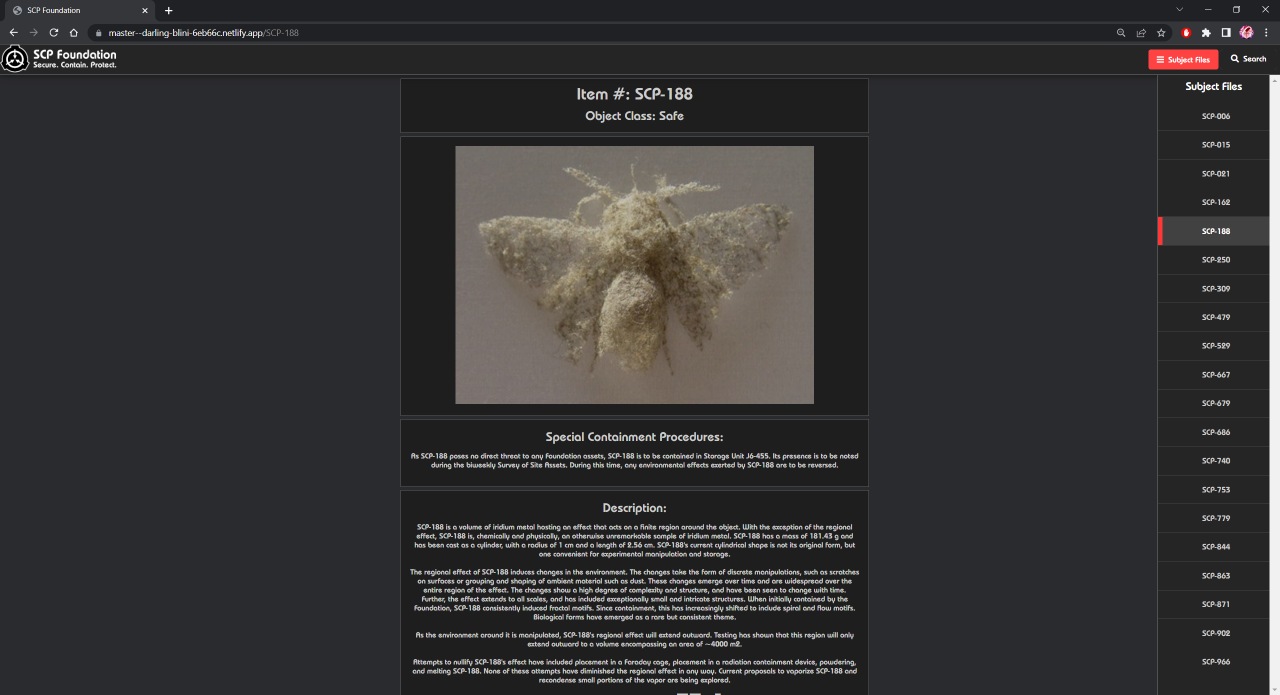 SCP Foundation
master--darling-blini-6eb66c.netlify.app/SCP-188
SCP Foundation
Secure. Contain. Protect.
Subject Files
Search
Item #: SCP-188
Object Class: Safe
Special Containment Procedures:
As SCP-188 poses no direct threat to any Foundation assets, SCP-188 is to be contained in Storage Unit J6-455. Its presence is to be noted
during the biweekly Survey of Site Assets. During this time, any environmental effects exerted by SCP-188 are to be reversed.
Description:
SCP-188 is a volume of iridium metal hosting an effect that acts on a finite region around the object. With the exception of the regional
effect, SCP-188 is, chemically and physically, an otherwise unremarkable sample of iridium metal. SCP-188 has a mass of 181.43 g and
has been cast as a cylinder, with a radius of 1 cm and a length of 2.56 cm. SCP-188's current cylindrical shape is not its original form, but
one convenient for experimental manipulation and storage.
The regional effect of SCP-188 induces changes in the environment. The changes take the form of discrete manipulations, such as scratches
on surfaces or grouping and shaping of ambient material such as dust. These changes emerge over time and are widespread over the
entire region of the effect. The changes show a high degree of complexity and structure, and have been seen to change with time.
Further, the effect extends to all scales, and has included exceptionally small and intricate structures. When initially contained by the
Foundation, SCP-188 consistently induced fractal motifs. Since containment, this has increasingly shifted to include spiral and flow motifs.
Biological forms have emerged as a rare but consistent theme.
As the environment around it is manipulated, SCP-188's regional effect will extend outward. Testing has shown that this region will only
extend outward to a volume encompassing an area of ~4000 m2.
Attempts to nullify SCP-188's effect have included placement in a Faraday cage, placement in a radiation containment device, powdering,
and melting SCP-188. None of these attempts have diminished the regional effect in any way. Current proposals to vaporize SCP-188 and
recondense small portions of the vapor are being explored.
Subject Files
SCP-006
SCP-015
SCP-021
SCP-162
SCP-188
SCP-250
SCP-309
SCP-479
SCP-529
SCP-667
SCP-679
SCP-686
SCP-740
SCP-753
SCP-779
SCP-844
SCP-863
SCP-871
SCP-902
SCP-966